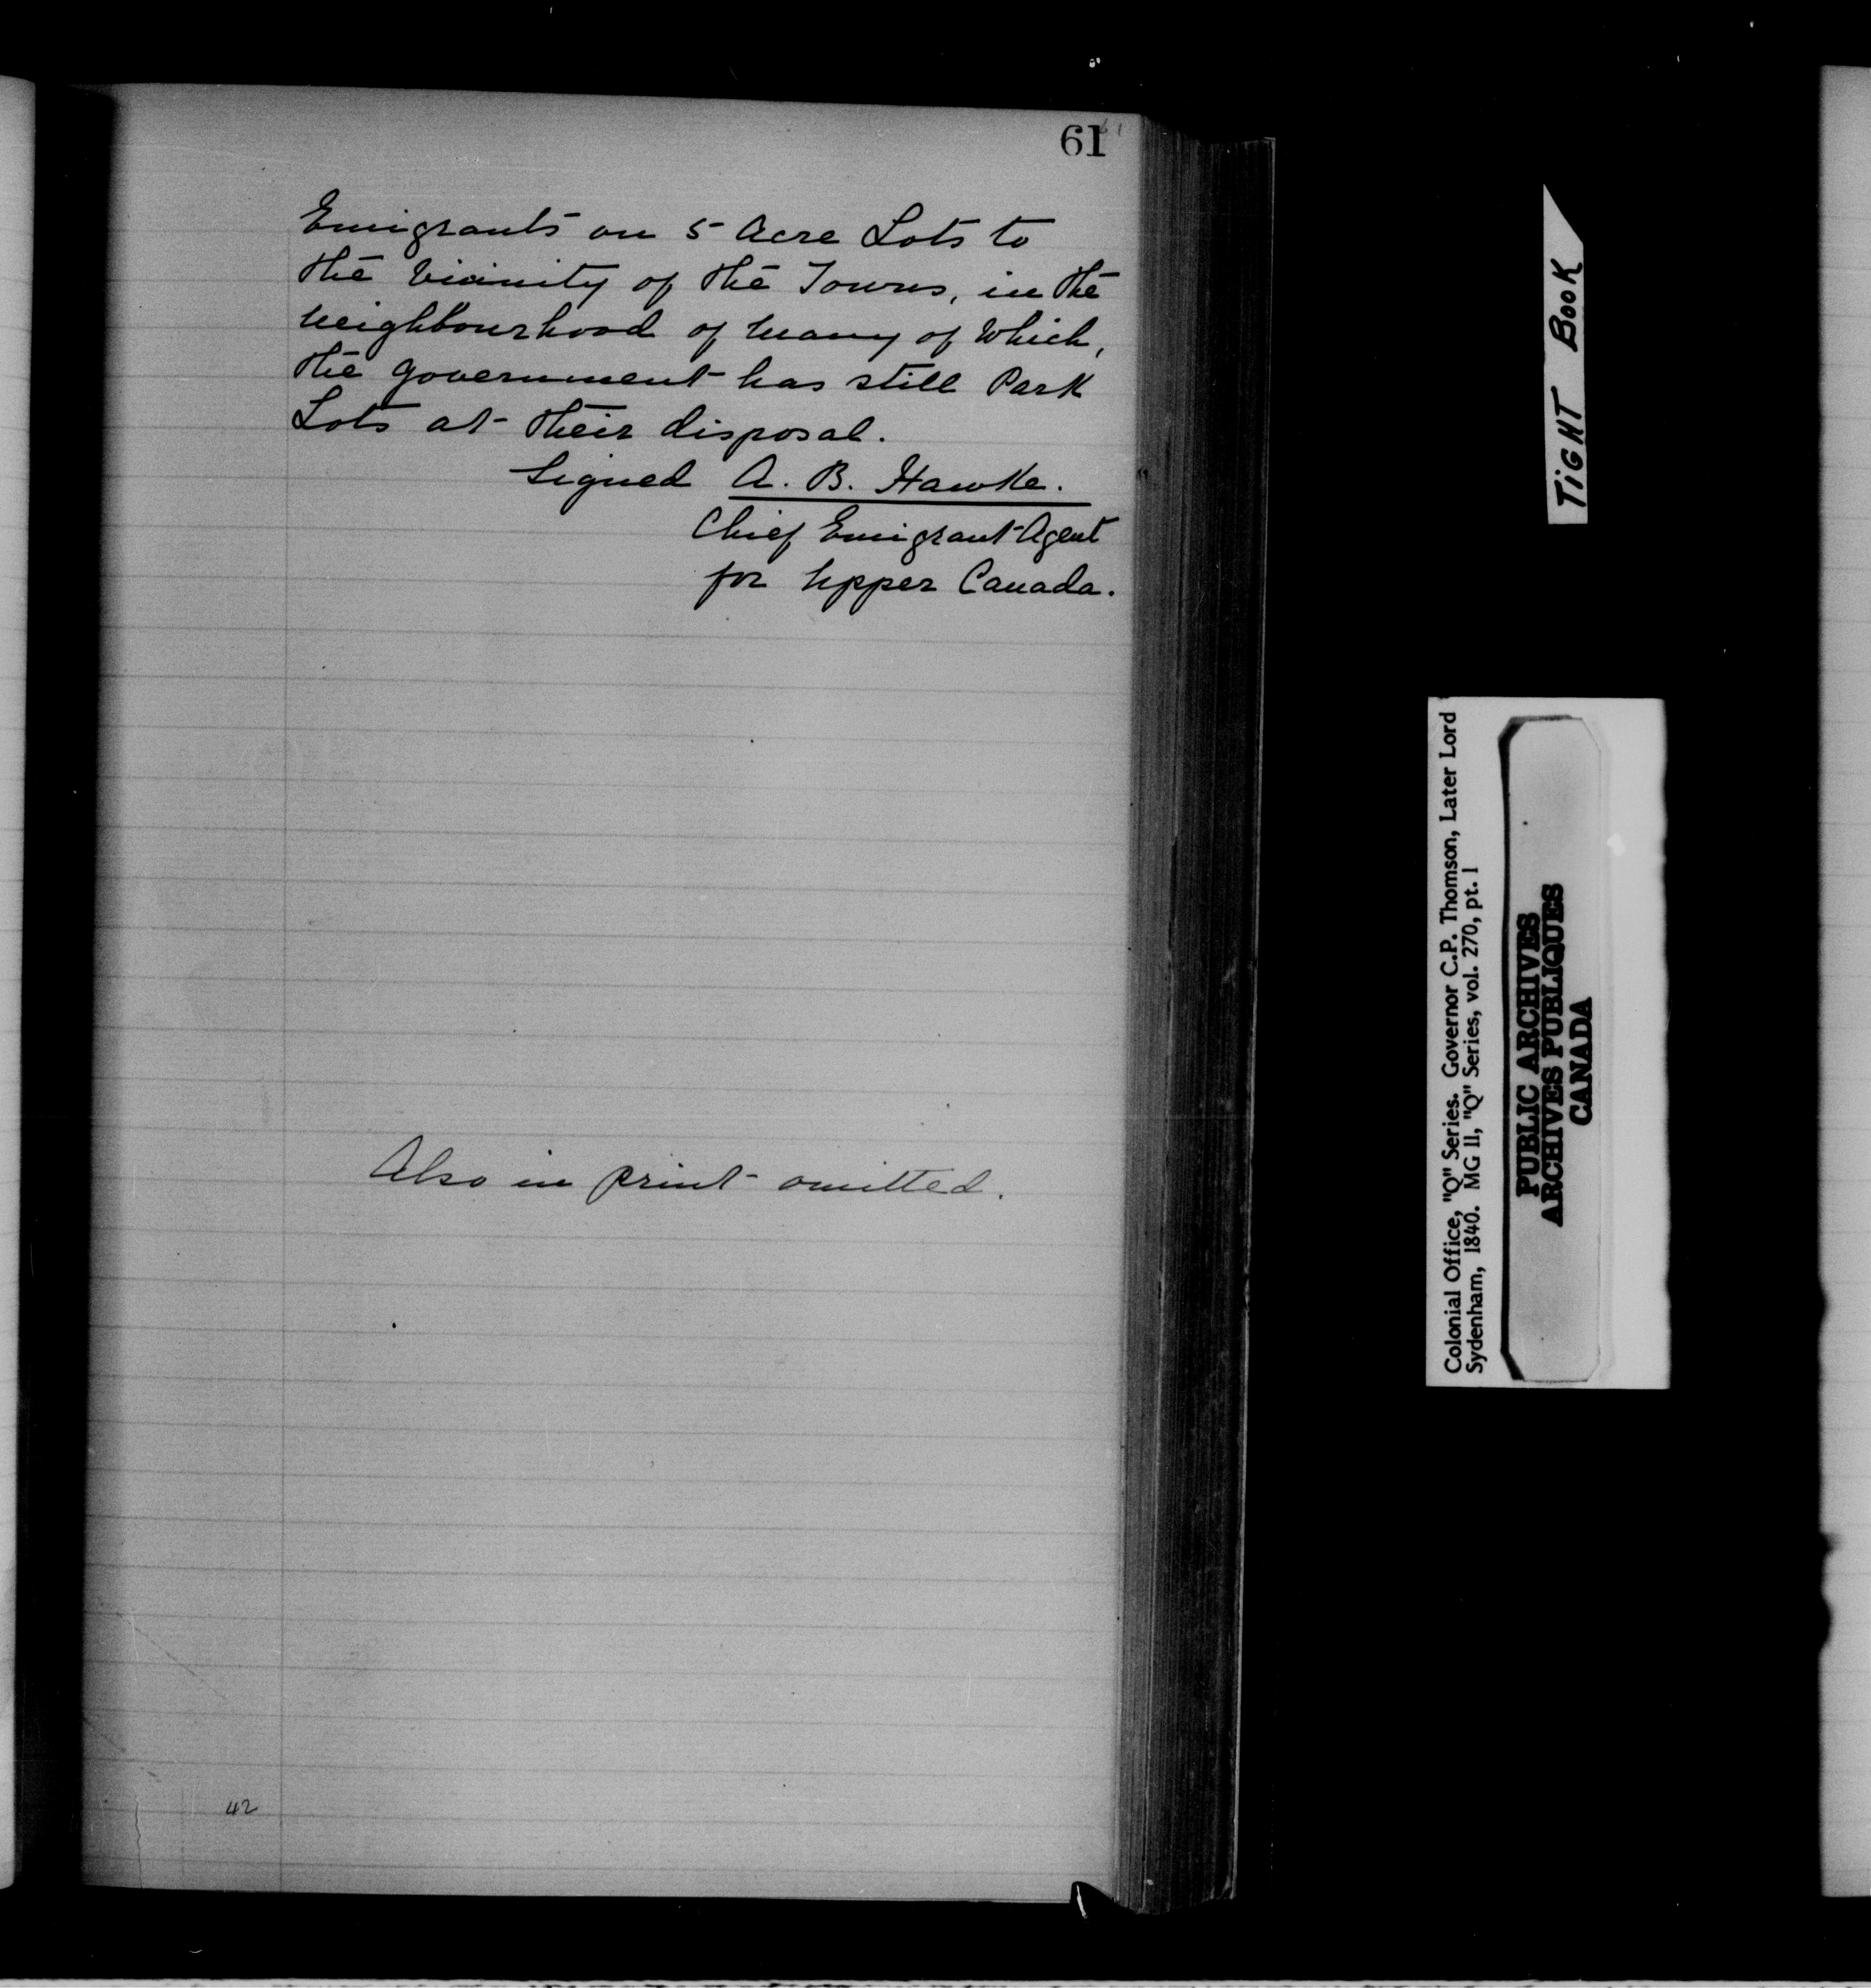 61
Emigrants on 5 Acre Lots to
the vicinity of the Towns, in the
neighbourhood of many of which,
the Government has still Park
Lots at their disposal.
Signed A. B. Hawke.
Chief Emigrant Agent
for Upper Canada.
Also in print omitted.
42
TIGHT BOOK
Colonial Office, "Q" Series. Governor C.P. Thomson, Later Lord
Sydenham, 1840. MG 11, "Q" Series, vol. 270, pt. 1
PUBLIC ARCHIVES
ARCHIVES PUBLIQUES
CANADA